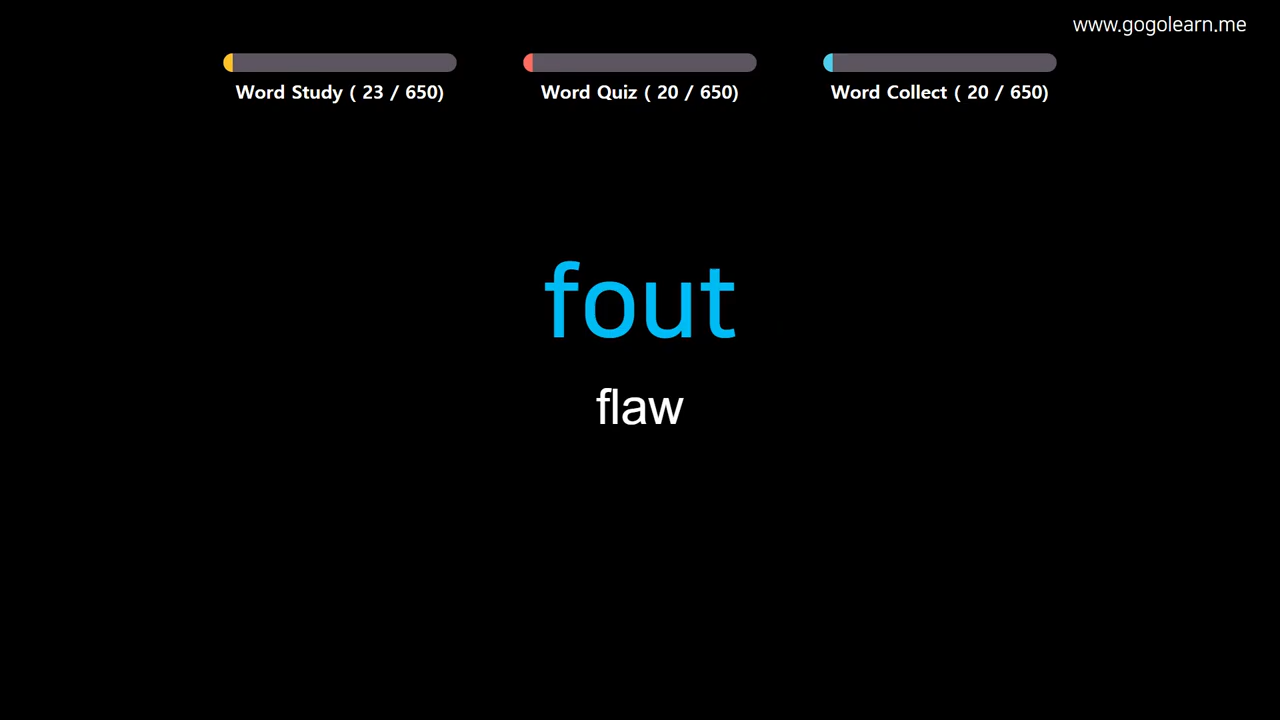 www.gogolearn.me
Word Study ( 23 / 650)
Word Quiz ( 20 / 650)
Word Collect ( 20 / 650)
fout
flaw